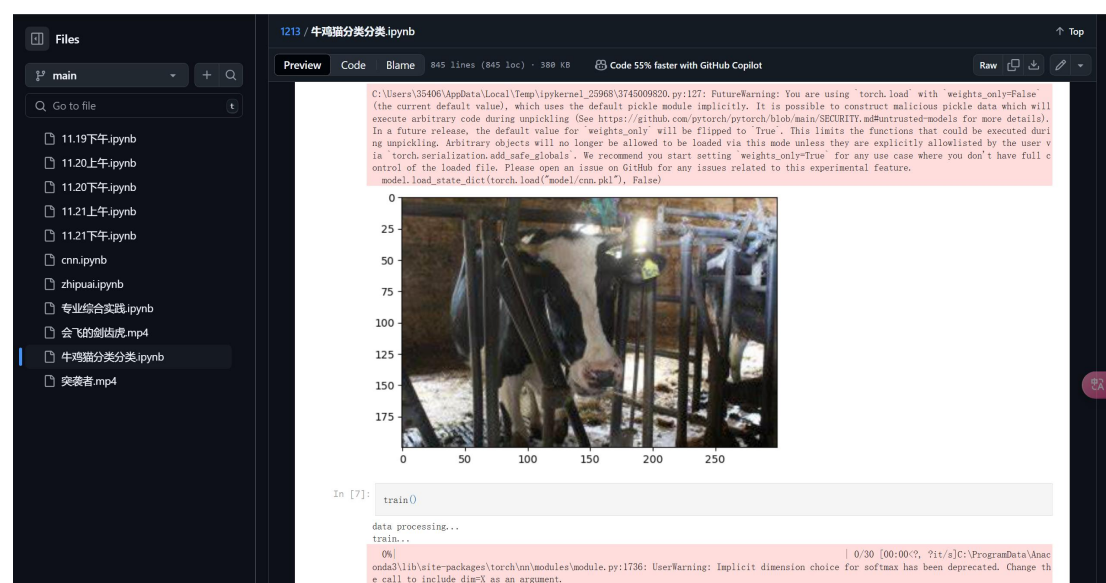 Files
main
Go to file
t
11.19下午.ipynb
11.20上午.ipynb
11.20下午.ipynb
11.21上午.ipynb
11.21下午.ipynb
cnn.ipynb
zhipuai.ipynb
专业综合实践.ipynb
会飞的剑齿虎.mp4
牛鸡猫分类分类.ipynb
突袭者.mp4
1213 / 牛鸡猫分类分类.ipynb
Top
Preview Code Blame 845 lines (845 loc) · 380 KB Code 55% faster with GitHub Copilot Raw
C:\Users\35406\AppData\Local\Temp\ipykernel_25968\3745009820.py:127: FutureWarning: You are using `torch.load` with `weights_only=False`
(the current default value), which uses the default pickle module implicitly. It is possible to construct malicious pickle data which will
execute arbitrary code during unpickling (See https://github.com/pytorch/pytorch/blob/main/SECURITY.md#untrusted-models for more details).
In a future release, the default value for `weights_only` will be flipped to `True`. This limits the functions that could be executed duri
ng unpickling. Arbitrary objects will no longer be allowed to be loaded via this mode unless they are explicitly allowlisted by the user v
ia `torch.serialization.add_safe_globals`. We recommend you start setting `weights_only=True` for any use case where you don't have full c
ontrol of the loaded file. Please open an issue on GitHub for any issues related to this experimental feature.
model.load_state_dict(torch.load("model/cnn.pkl"), False)
0
25
50
75
100
125
150
175
0 50 100 150 200 250
In [7]: train()
data processing...
train...
0%| | 0/30 [00:00<?, ?it/s]C:\ProgramData\Anac
onda3\lib\site-packages\torch\nn\modules\module.py:1736: UserWarning: Implicit dimension choice for softmax has been deprecated. Change th
e call to include dim=X as an argument.